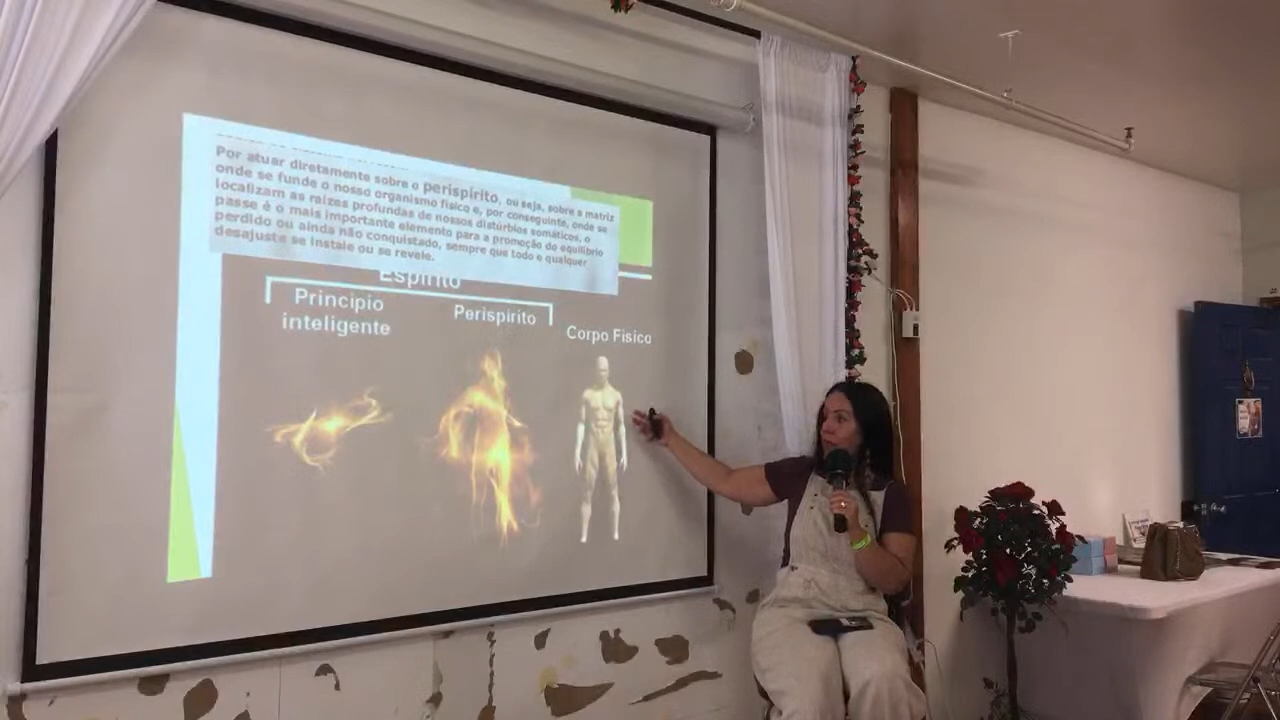 Por atuar diretamente sobre o perispírito, ou seja, sobre a matriz
onde se funde o nosso organismo físico e, por conseguinte, onde se
localizam as raízes profundas de nossos distúrbios somáticos, o
passe é o mais importante elemento para a promoção do equilíbrio
perdido ou ainda não conquistado, sempre que todo e qualquer
desajuste se instale ou se revele.
Espírito
Principio
inteligente
Perispírito
Corpo Fisico